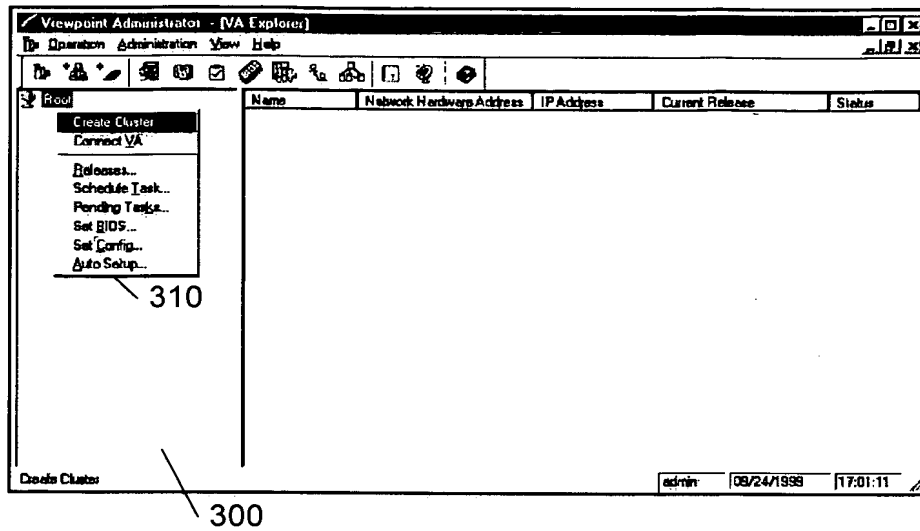 Viewpoint Administrator - [VA Explorer]
Operation Administration View Help
Root
Name Network Hardware Address IP Address Current Release Status
Create Cluster
Connect VA
Releases...
Schedule Task...
Pending Tasks...
Set BIOS...
Set Config...
Auto Setup...
310
Create Cluster admin 09/24/1999 17:01:11
300